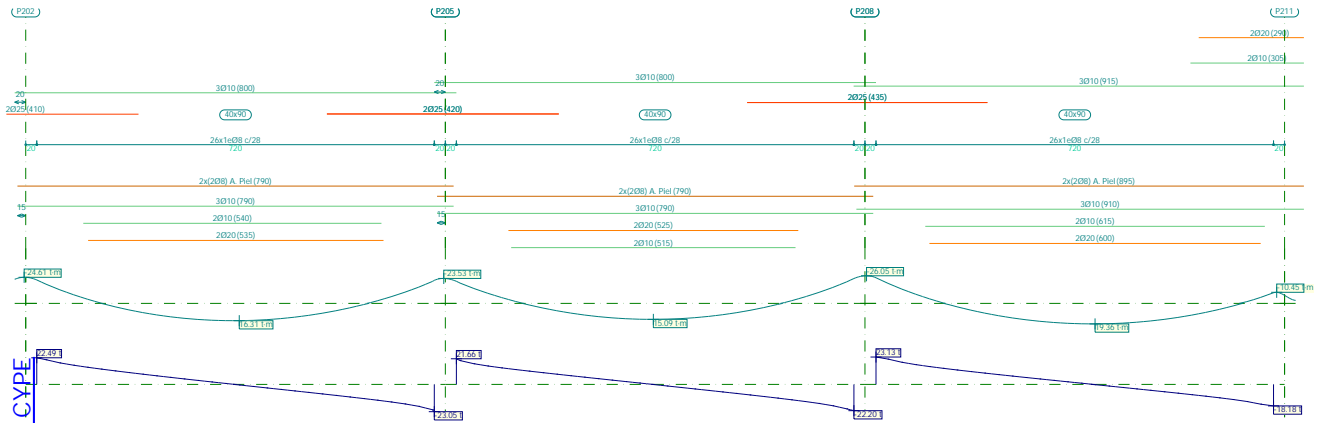 P202 P205 P208 P211
2Ø20 (290)
2Ø10 (305)
3Ø10 (800) 3Ø10 (800) 3Ø10 (915)
20 20
2Ø25 (410) 2Ø25 (420) 2Ø25 (435)
40x90 40x90 40x90
26x1eØ8 c/28 26x1eØ8 c/28 26x1eØ8 c/28
20 720 20 20 720 20 20 720 20
2x(2Ø8) A. Piel (790) 2x(2Ø8) A. Piel (790) 2x(2Ø8) A. Piel (895)
3Ø10 (790) 3Ø10 (790) 3Ø10 (910)
15 15
2Ø10 (540) 2Ø20 (525) 2Ø10 (615)
2Ø20 (535) 2Ø10 (515) 2Ø20 (600)
-24.61 t·m -23.53 t·m -26.05 t·m -10.45 t·m
16.31 t·m 15.09 t·m 19.36 t·m
22.49 t 21.66 t 23.13 t
-23.05 t -22.20 t -18.18 t
CYPE